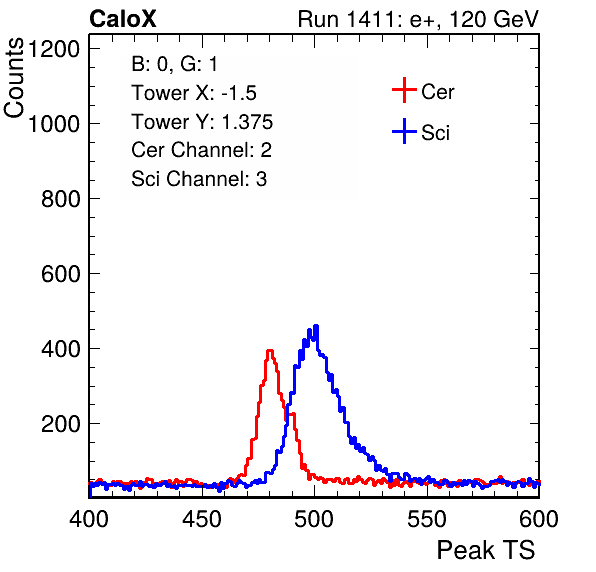 CaloX Run 1411: e+, 120 GeV
Counts
B: 0, G: 1
Tower X: -1.5
Tower Y: 1.375
Cer Channel: 2
Sci Channel: 3
Cer
Sci
1200
1000
800
600
400
200
400 450 500 550 600
Peak TS